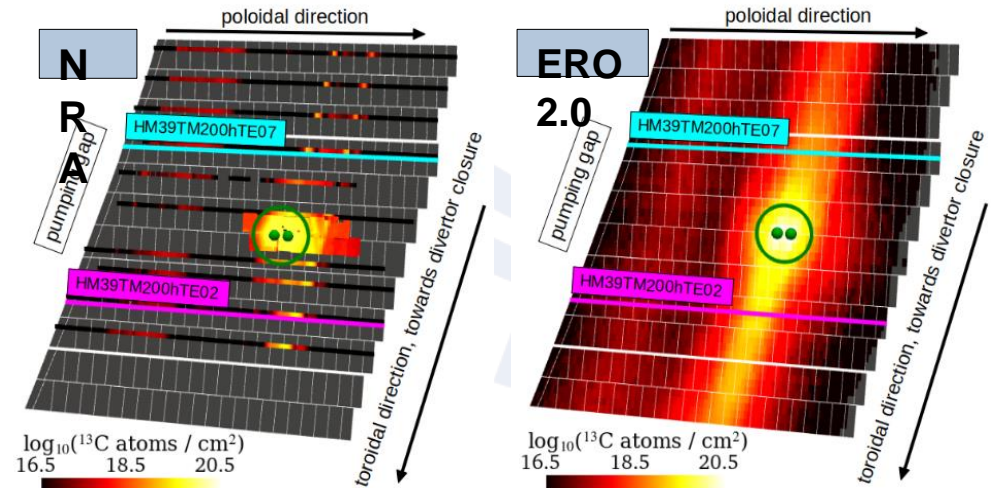 poloidal direction
N
R
A
HM39TM200hTE07
pumping gap
HM39TM200hTE02
toroidal direction, towards divertor closure
log₁₀(¹³C atoms / cm²)
16.5 18.5 20.5
poloidal direction
ERO
2.0
HM39TM200hTE07
pumping gap
HM39TM200hTE02
toroidal direction, towards divertor closure
log₁₀(¹³C atoms / cm²)
16.5 18.5 20.5